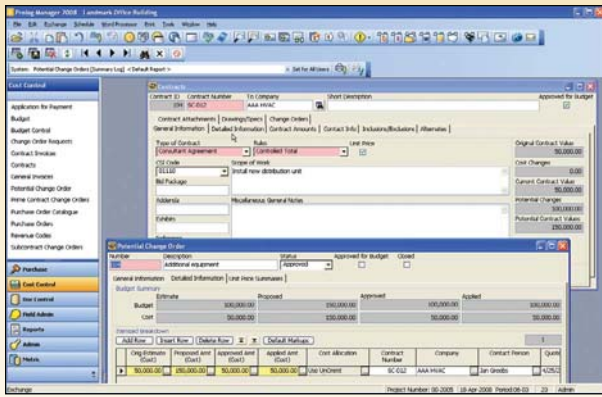 Prolog Manager 2008 - Landmark Office Building
File Edit Exchange Schedule Word Processor Print Tools Window Help
System: Potential Change Orders [Summary Log] < Default Report > Set For All Users
Cost Control
Application for Payment
Budget
Budget Control
Change Order Requests
Contract Invoices
Contracts
General Invoices
Potential Change Order
Prime Contract Change Orders
Purchase Order Catalogue
Purchase Orders
Revenue Codes
Subcontract Change Orders
Purchase
Cost Control
Doc Control
Field Admin
Reports
Admin
Metric
Exchange
Contracts
Contract ID Contract Number To Company Short Description Approved for Budget
SC-012 AAA HVAC
Contract Attachments Drawings/Specs Change Orders
General Information Detailed Information Contract Amounts Contact Info Inclusions/Exclusions Alternates
Type of Contract Rules Unit Price Original Contract Value
Consultant Agreement Controlled Total 50,000.00
CSI Code Scope of Work Cost Changes
01110 Install new distribution unit 0.00
Bid Package Current Contract Value
50,000.00
Addenda Miscellaneous General Notes Potential Changes
100,000.00
Exhibits Potential Contract Values
150,000.00
Potential Change Order
Number Description Status Approved for Budget Closed
Additional equipment Approved
General Information Detailed Information Unit Price Summaries
Budget Summary
Estimate Proposed Approved Applied
Budget 100,000.00 150,000.00 100,000.00 100,000.00
Cost 50,000.00 150,000.00 50,000.00 50,000.00
Itemized Breakdown
Add Row Insert Row Delete Row Default Markups 1
Orig Estimate (Cost) Proposed Amt (Cost) Approved Amt (Cost) Applied Amt (Cost) Cost Allocation Contract Number Company Contact Person Quote
50,000.00 150,000.00 50,000.00 50,000.00 SC-012 AAA HVAC Jan Greebs
Project Number: 00-2005 18-Apr-2008 Period:06-03 23 Admin